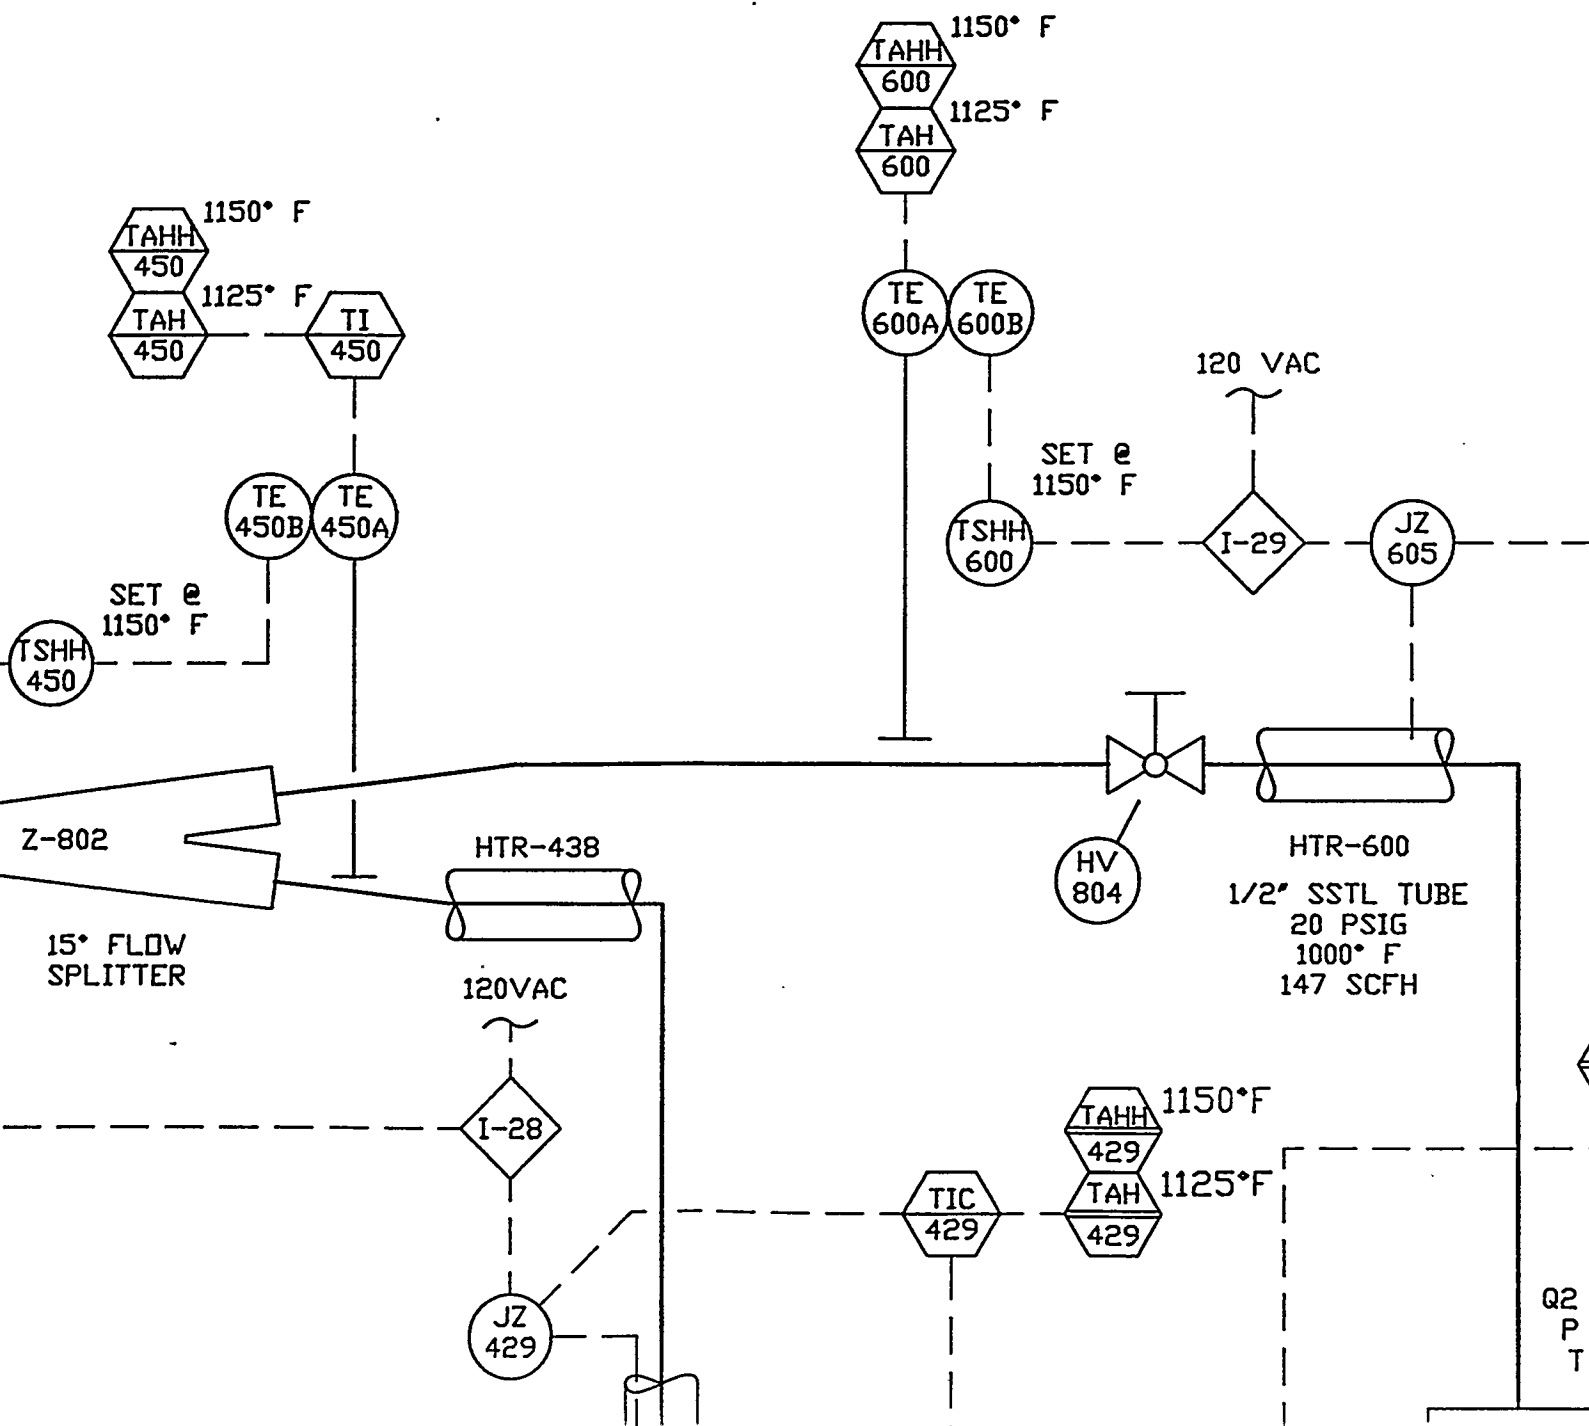 1150° F
TAHH
600
1125° F
TAH
600
1150° F
TAHH
450
1125° F
TAH
450
TI
450
TE
600A
TE
600B
120 VAC
SET @
1150° F
TE
450B
TE
450A
TSHH
600
I-29
JZ
605
SET @
1150° F
TSHH
450
Z-802
HTR-438
HV
804
HTR-600
1/2" SSTL TUBE
20 PSIG
1000° F
147 SCFH
15° FLOW
SPLITTER
120VAC
I-28
1150°F
TAHH
429
1125°F
TAH
429
TIC
429
JZ
429
Q2
P
T